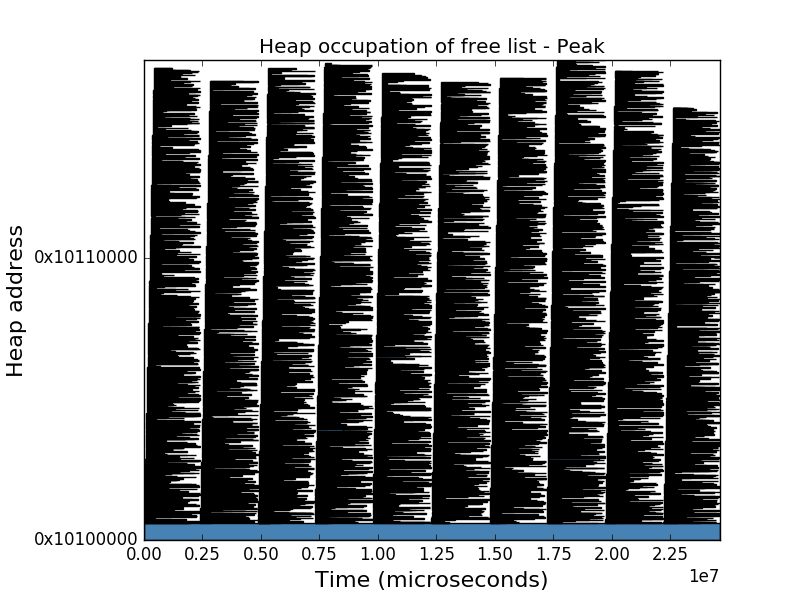 Heap occupation of free list - Peak
Heap address
0x10110000
0x10100000
0.00 0.25 0.50 0.75 1.00 1.25 1.50 1.75 2.00 2.25
1e7
Time (microseconds)